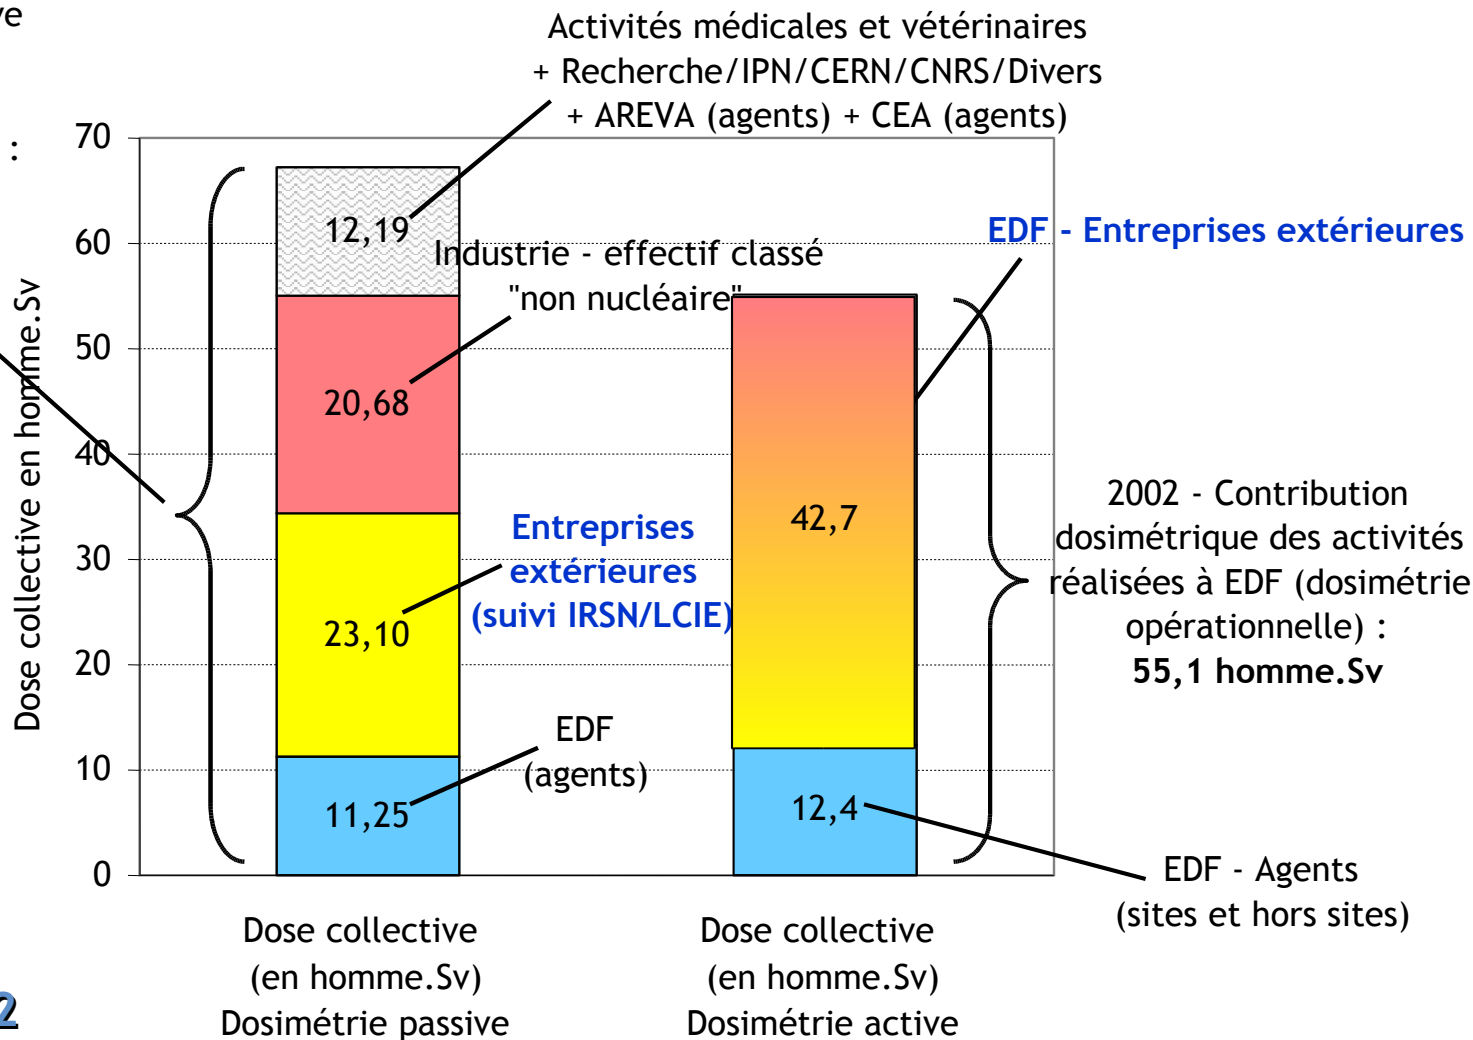 ve
:
Activités médicales et vétérinaires
+ Recherche/IPN/CERN/CNRS/Divers
+ AREVA (agents) + CEA (agents)
70
60
50
40
30
20
10
0
Dose collective en homme.Sv
12,19
Industrie - effectif classé
"non nucléaire"
20,68
Entreprises
extérieures
(suivi IRSN/LCIE)
23,10
EDF
(agents)
11,25
EDF - Entreprises extérieures
42,7
12,4
2002 - Contribution
dosimétrique des activités
réalisées à EDF (dosimétrie
opérationnelle) :
55,1 homme.Sv
EDF - Agents
(sites et hors sites)
Dose collective
(en homme.Sv)
Dosimétrie passive
Dose collective
(en homme.Sv)
Dosimétrie active
2